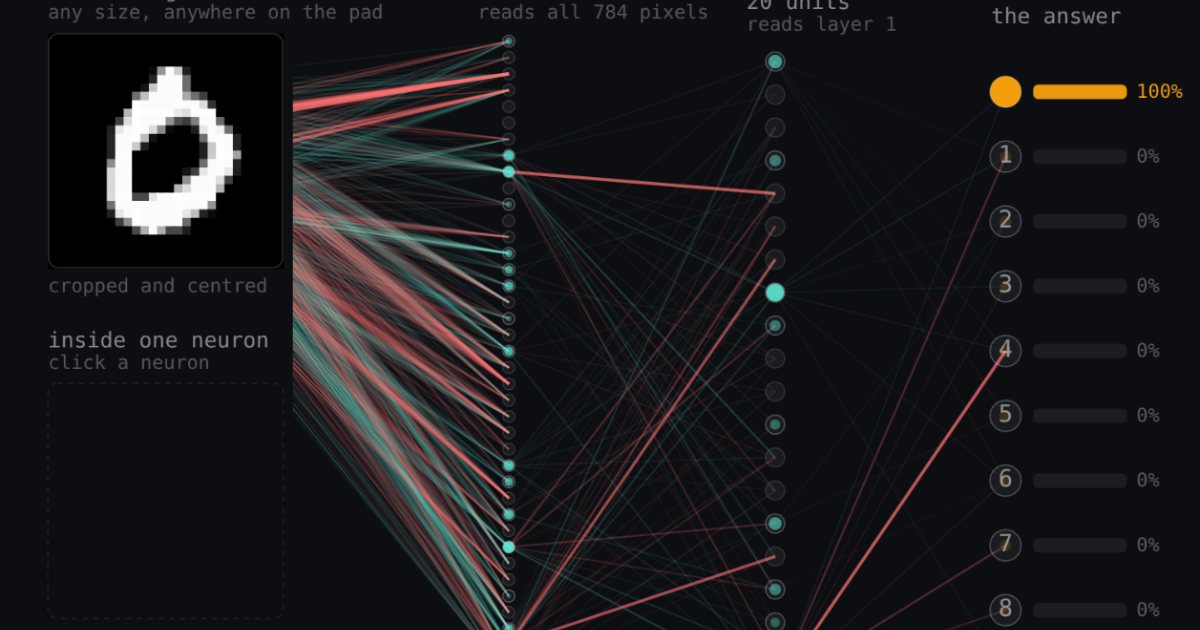 any size, anywhere on the pad
cropped and centred
inside one neuron
click a neuron
reads all 784 pixels
20 units
reads layer 1
the answer
100%
1 0%
2 0%
3 0%
4 0%
5 0%
6 0%
7 0%
8 0%